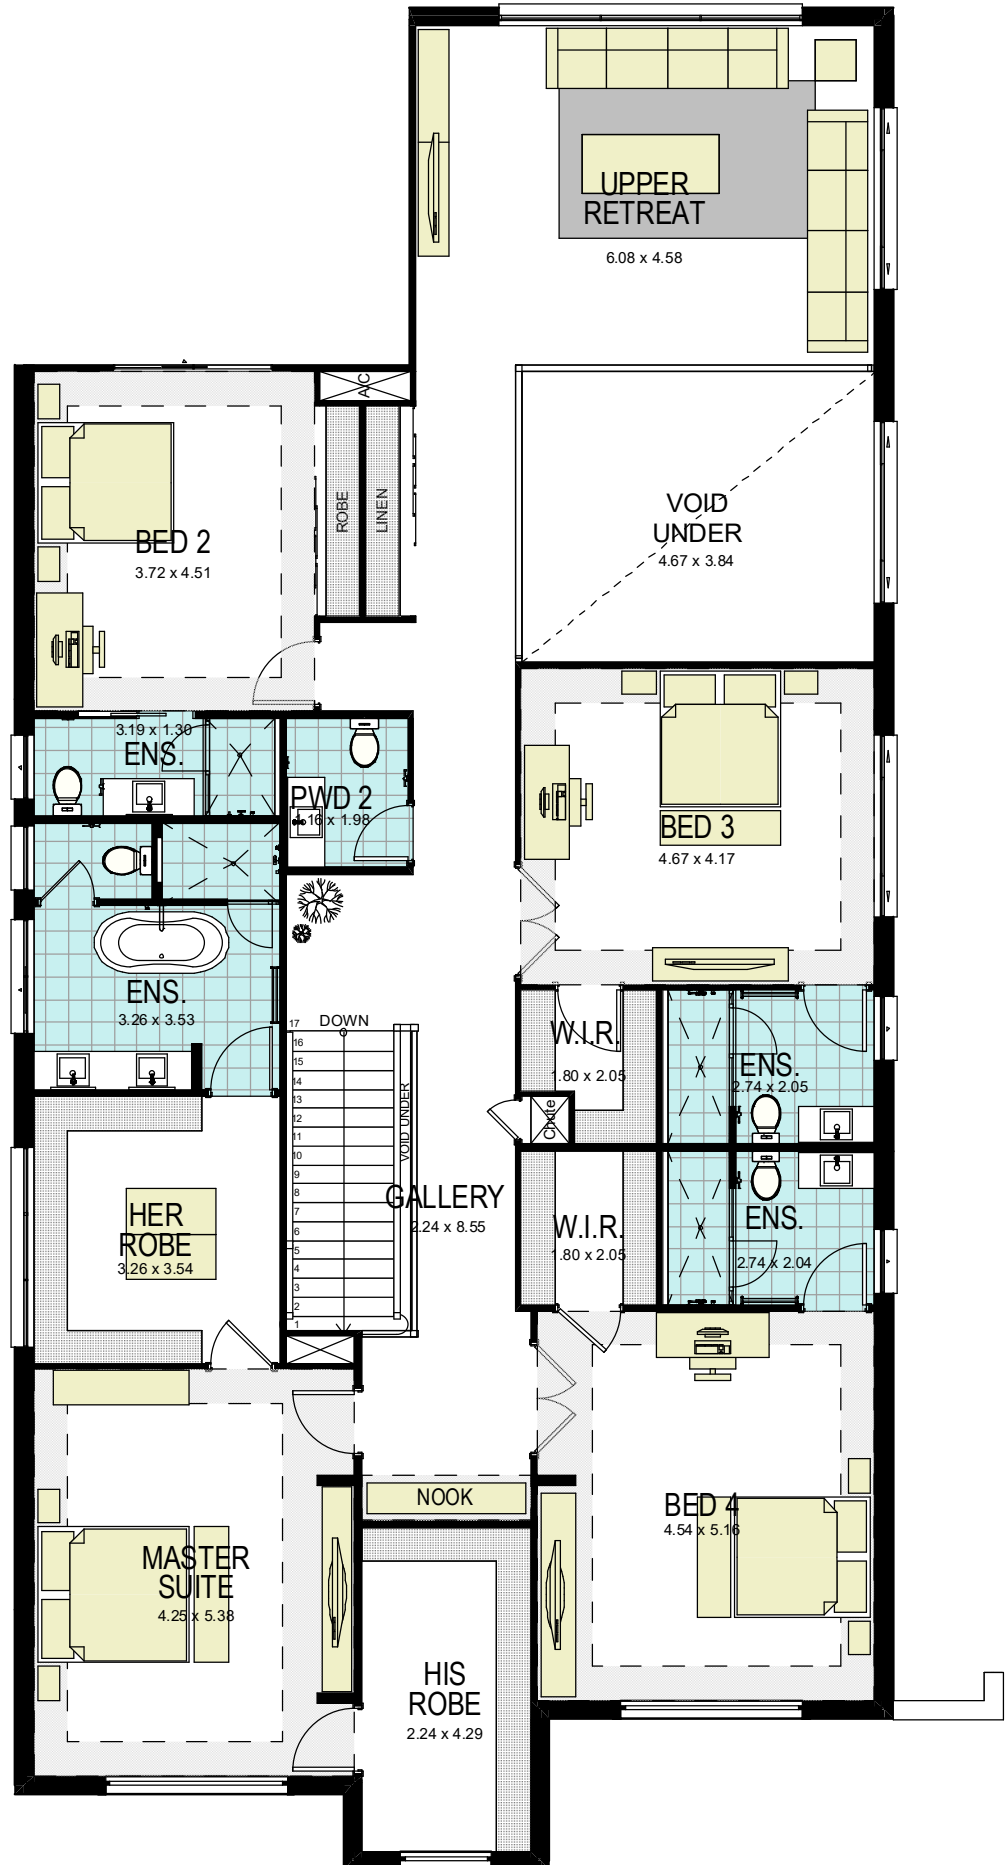 UPPER
RETREAT
6.08 x 4.58
A/C
ROBE
LINEN
VOID
UNDER
4.67 x 3.84
BED 2
3.72 x 4.51
3.19 x 1.30
ENS.
PWD 2
1.16 x 1.98
BED 3
4.67 x 4.17
ENS.
3.26 x 3.53
DOWN
17
16
15
14
13
12
11
10
9
8
7
6
5
4
3
2
1
VOID UNDER
W.I.R.
1.80 x 2.05
Chute
ENS.
2.74 x 2.05
GALLERY
2.24 x 8.55
HER
ROBE
3.26 x 3.54
W.I.R.
1.80 x 2.05
ENS.
2.74 x 2.04
NOOK
BED 4
4.54 x 5.16
MASTER
SUITE
4.25 x 5.38
HIS
ROBE
2.24 x 4.29